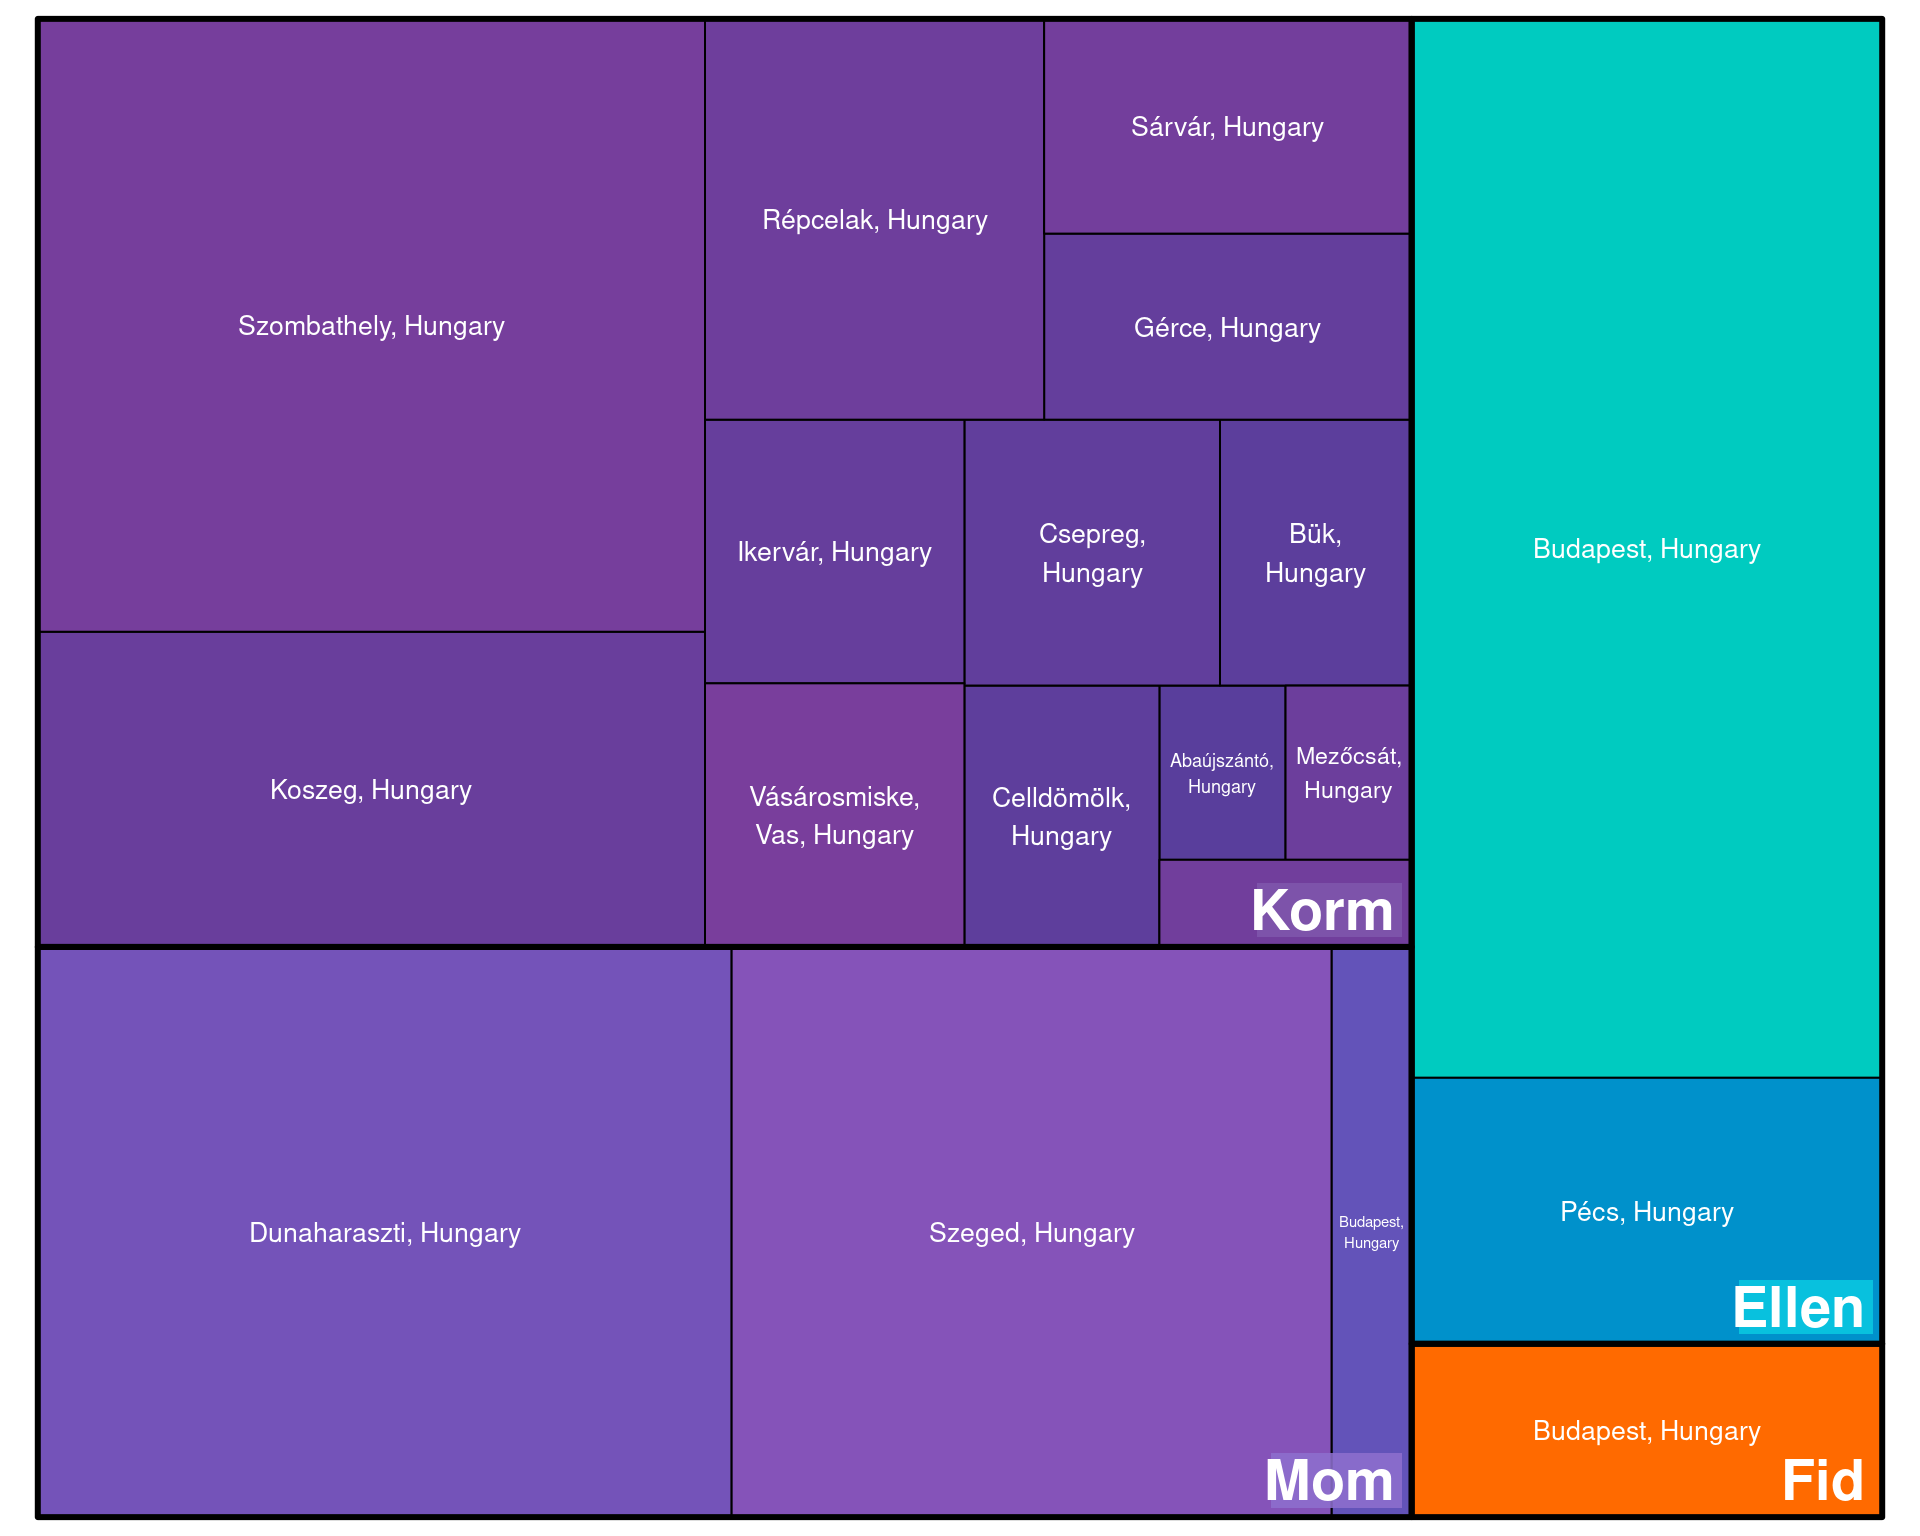 Szombathely, Hungary
Répcelak, Hungary
Sárvár, Hungary
Gérce, Hungary
Koszeg, Hungary
Ikervár, Hungary
Csepreg,
Hungary
Bük,
Hungary
Vásárosmiske,
Vas, Hungary
Celldömölk,
Hungary
Abaújszántó,
Hungary
Mezőcsát,
Hungary
Korm
Dunaharaszti, Hungary
Szeged, Hungary
Budapest,
Hungary
Mom
Budapest, Hungary
Pécs, Hungary
Ellen
Budapest, Hungary
Fid